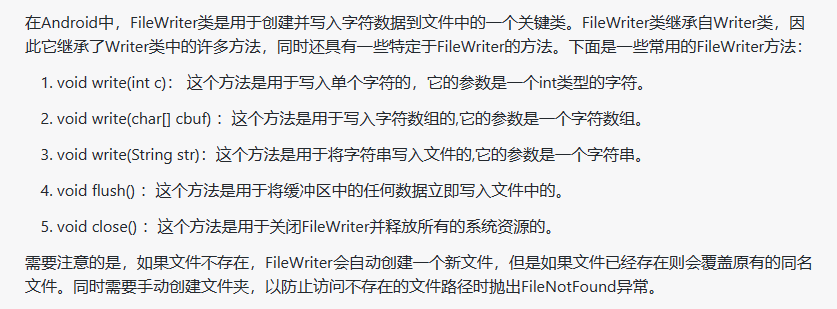 在Android中，FileWriter类是用于创建并写入字符数据到文件中的一个关键类。FileWriter类继承自Writer类，因
此它继承了Writer类中的许多方法，同时还具有一些特定于FileWriter的方法。下面是一些常用的FileWriter方法：
1. void write(int c)： 这个方法是用于写入单个字符的，它的参数是一个int类型的字符。
2. void write(char[] cbuf) ：这个方法是用于写入字符数组的,它的参数是一个字符数组。
3. void write(String str)：这个方法是用于将字符串写入文件的,它的参数是一个字符串。
4. void flush() ：这个方法是用于将缓冲区中的任何数据立即写入文件中的。
5. void close() ：这个方法是用于关闭FileWriter并释放所有的系统资源的。
需要注意的是，如果文件不存在，FileWriter会自动创建一个新文件，但是如果文件已经存在则会覆盖原有的同名
文件。同时需要手动创建文件夹，以防止访问不存在的文件路径时抛出FileNotFound异常。